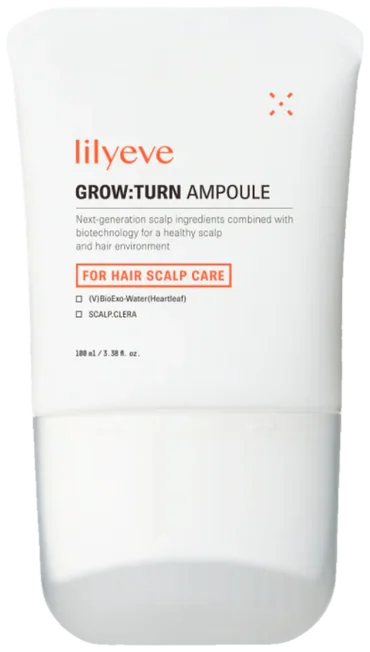 lilyeve
GROW:TURN AMPOULE
Next-generation scalp ingredients combined with
biotechnology for a healthy scalp
and hair environment
FOR HAIR SCALP CARE
(V)BioExo-Water(Heartleaf)
SCALP.CLERA
100 ml / 3.38 fl. oz.